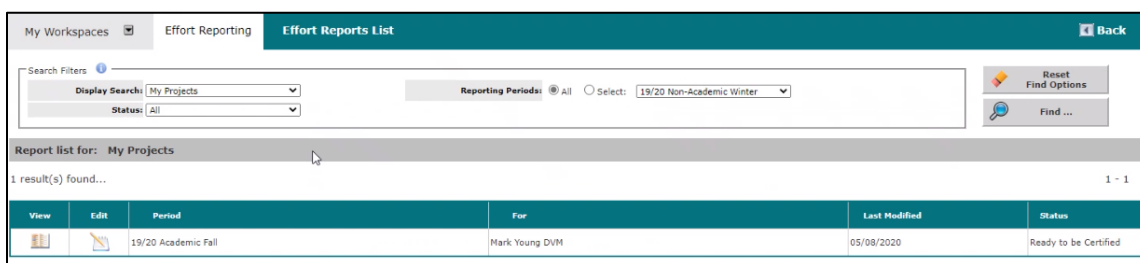 My Workspaces Effort Reporting Effort Reports List Back
Search Filters
Display Search: My Projects Reporting Periods: All Select: 19/20 Non-Academic Winter Reset
Find Options
Status: All Find ...
Report list for: My Projects
1 result(s) found... 1 - 1
View Edit Period For Last Modified Status
19/20 Academic Fall Mark Young DVM 05/08/2020 Ready to be Certified